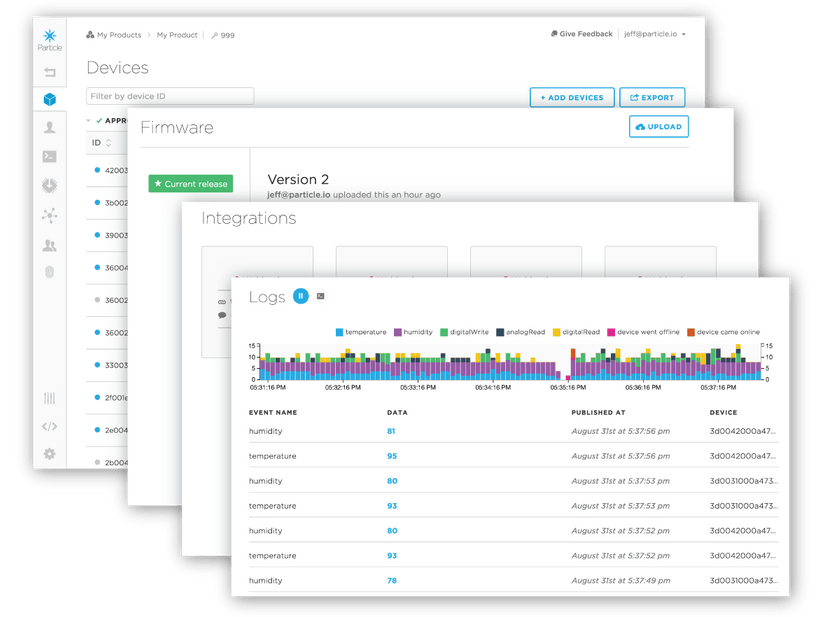 Particle
My Products > My Product 999
Give Feedback jeff@particle.io
Devices
Filter by device ID
+ ADD DEVICES EXPORT
ID
42003
3b002
39003
36004
36002
36002
33003
2f001
2e004
2b004
Firmware
UPLOAD
Current release
Version 2
jeff@particle.io uploaded this an hour ago
Integrations
Logs
temperature humidity digitalWrite analogRead digitalRead device went offline device came online
15 15
10 10
5 5
0 0
05:31:16 PM 05:32:16 PM 05:33:16 PM 05:34:16 PM 05:35:16 PM 05:36:16 PM 05:37:16 PM
EVENT NAME DATA PUBLISHED AT DEVICE
humidity 81 August 31st at 5:37:56 pm 3d0042000a47...
temperature 95 August 31st at 5:37:56 pm 3d0042000a47...
humidity 80 August 31st at 5:37:53 pm 3d0031000a473...
temperature 93 August 31st at 5:37:53 pm 3d0031000a473...
humidity 80 August 31st at 5:37:52 pm 3d0042000a47...
temperature 93 August 31st at 5:37:52 pm 3d0042000a47...
humidity 78 August 31st at 5:37:49 pm 3d0031000a473...